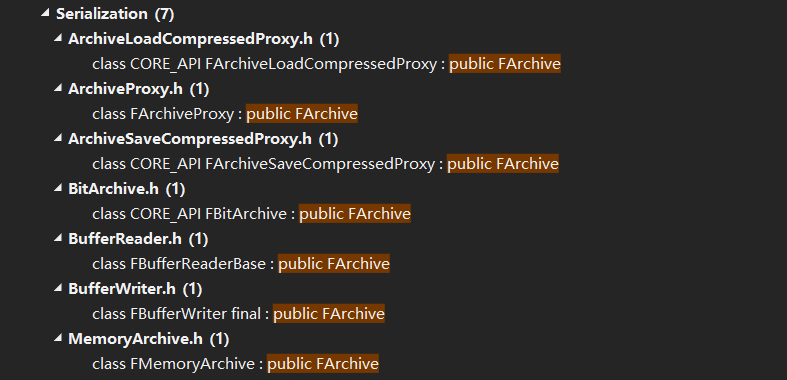 Serialization (7)
ArchiveLoadCompressedProxy.h (1)
class CORE_API FArchiveLoadCompressedProxy : public FArchive
ArchiveProxy.h (1)
class FArchiveProxy : public FArchive
ArchiveSaveCompressedProxy.h (1)
class CORE_API FArchiveSaveCompressedProxy : public FArchive
BitArchive.h (1)
class CORE_API FBitArchive : public FArchive
BufferReader.h (1)
class FBufferReaderBase : public FArchive
BufferWriter.h (1)
class FBufferWriter final : public FArchive
MemoryArchive.h (1)
class FMemoryArchive : public FArchive